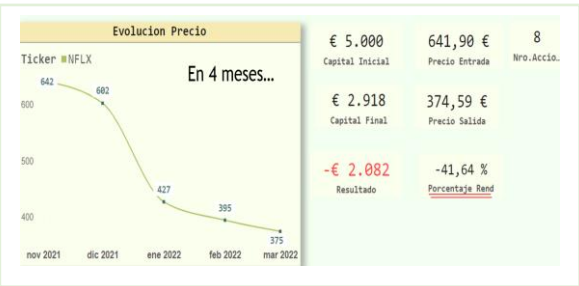 Evolucion Precio
Ticker NFLX
En 4 meses...
642
602
600
500
427
395
400
375
nov 2021 dic 2021 ene 2022 feb 2022 mar 2022
€ 5.000 641,90 € 8
Capital Inicial Precio Entrada Nro.Accio..
€ 2.918 374,59 €
Capital Final Precio Salida
-€ 2.082 -41,64 %
Resultado Porcentaje Rend